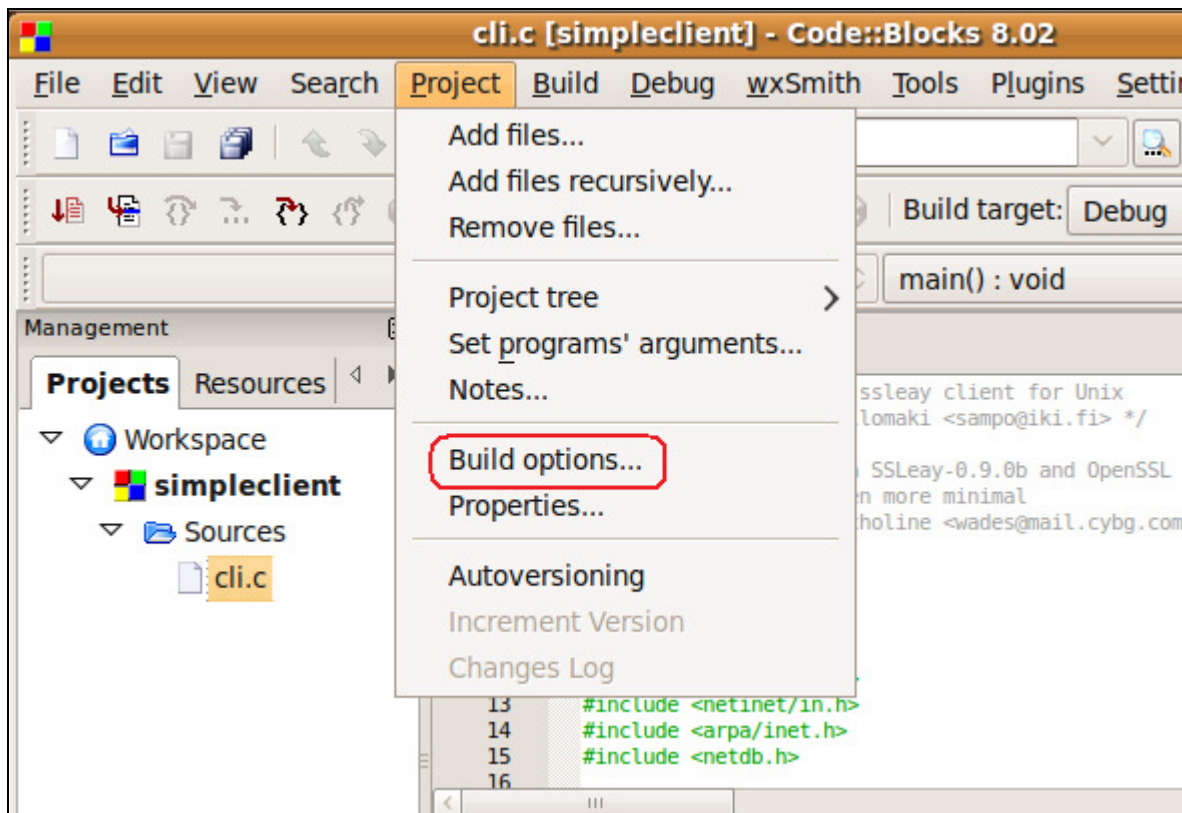 cli.c [simpleclient] - Code::Blocks 8.02
File Edit View Search Project Build Debug wxSmith Tools Plugins Settin
Add files...
Add files recursively...
Remove files...
Project tree
Set programs' arguments...
Notes...
Build options...
Properties...
Autoversioning
Increment Version
Changes Log
Build target: Debug
main() : void
Management
Projects Resources
Workspace
simpleclient
Sources
cli.c
ssleay client for Unix
lomaki <sampo@iki.fi> */
SSLeay-0.9.0b and OpenSSL
n more minimal
choline <wades@mail.cybg.com
13 #include <netinet/in.h>
14 #include <arpa/inet.h>
15 #include <netdb.h>
16